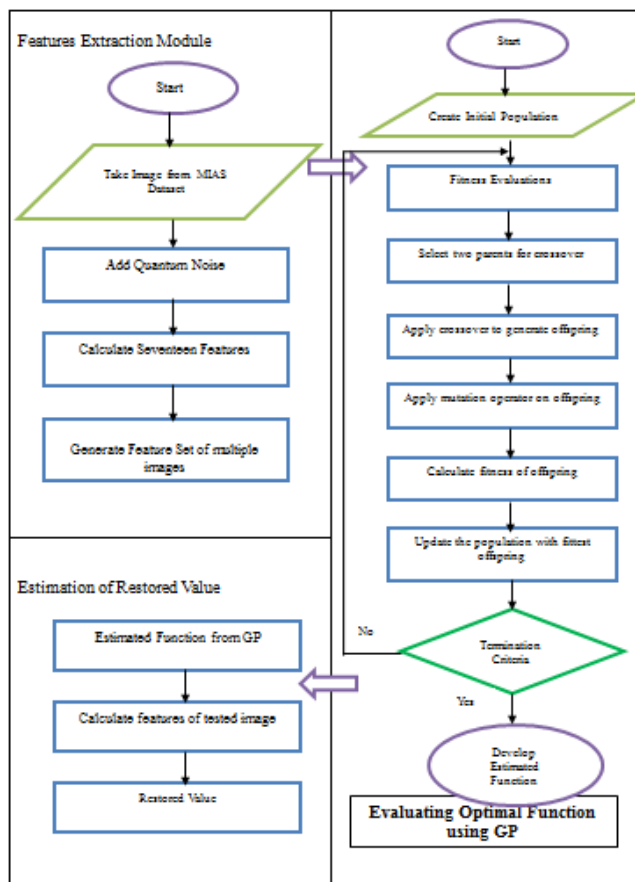 Features Extraction Module
Start
Take Image from MIAS
Dataset
Add Quantum Noise
Calculate Seventeen Features
Generate Feature Set of multiple
images
Estimation of Restored Value
Estimated Function from GP
Calculate features of tested image
Restored Value
Start
Create Initial Population
Fitness Evaluations
Select two parents for crossover
Apply crossover to generate offspring
Apply mutation operator on offspring
Calculate fitness of offspring
Update the population with fittest
offspring
No
Termination
Criteria
Yes
Develop
Estimated
Function
Evaluating Optimal Function
using GP